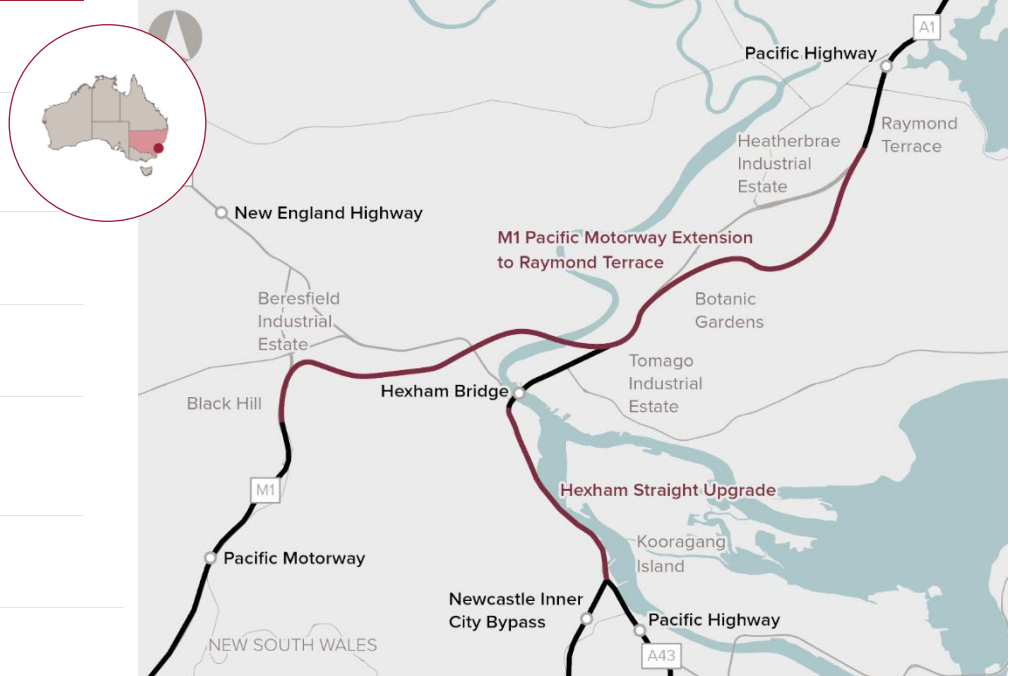 A1
Pacific Highway
Raymond
Terrace
Heatherbrae
Industrial
Estate
New England Highway
M1 Pacific Motorway Extension
to Raymond Terrace
Beresfield
Industrial
Estate
Botanic
Gardens
Tomago
Industrial
Estate
Hexham Bridge
Black Hill
M1
Hexham Straight Upgrade
Kooragang
Island
Pacific Motorway
Newcastle Inner
City Bypass
Pacific Highway
NEW SOUTH WALES
A43